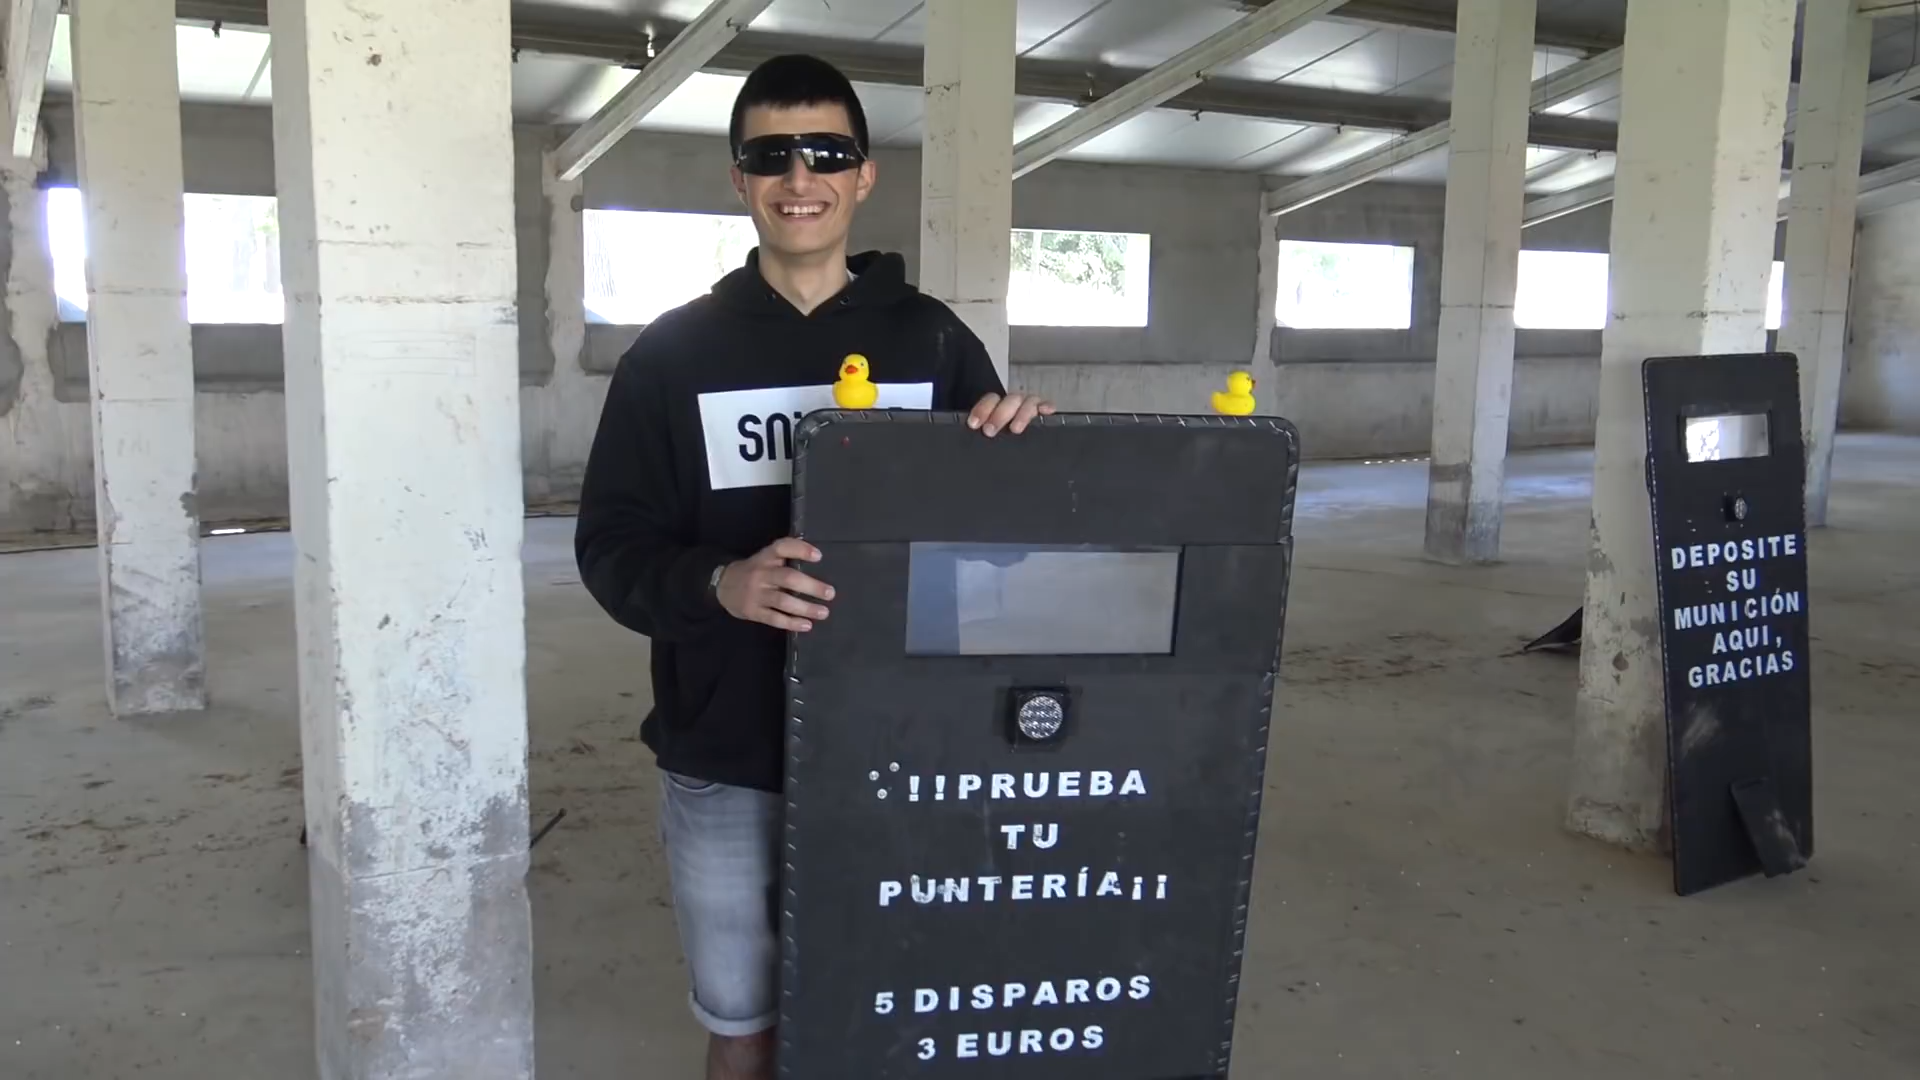 !!PRUEBA
TU
PUNTERÍA¡¡
5 DISPAROS
3 EUROS
DEPOSITE
SU
MUNICIÓN
AQUI,
GRACIAS